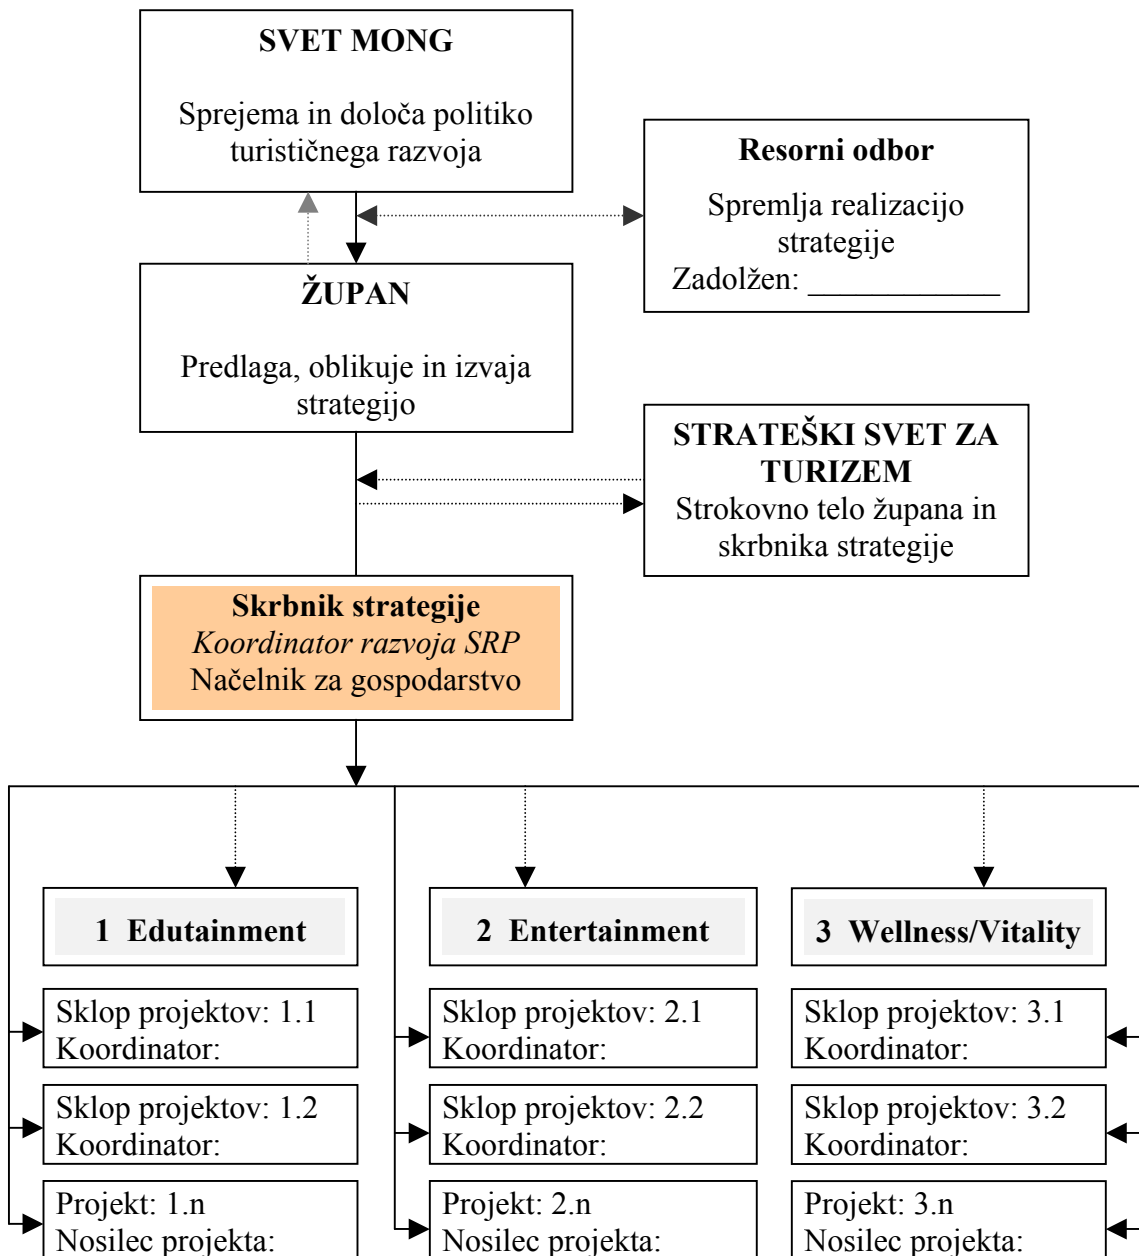 SVET MONG
Sprejema in določa politiko
turističnega razvoja
Resorni odbor
Spremlja realizacijo
strategije
Zadolžen: ____________
ŽUPAN
Predlaga, oblikuje in izvaja
strategijo
STRATEŠKI SVET ZA
TURIZEM
Strokovno telo župana in
skrbnika strategije
Skrbnik strategije
Koordinator razvoja SRP
Načelnik za gospodarstvo
1 Edutainment
Sklop projektov: 1.1
Koordinator:
Sklop projektov: 1.2
Koordinator:
Projekt: 1.n
Nosilec projekta:
2 Entertainment
Sklop projektov: 2.1
Koordinator:
Sklop projektov: 2.2
Koordinator:
Projekt: 2.n
Nosilec projekta:
3 Wellness/Vitality
Sklop projektov: 3.1
Koordinator:
Sklop projektov: 3.2
Koordinator:
Projekt: 3.n
Nosilec projekta: